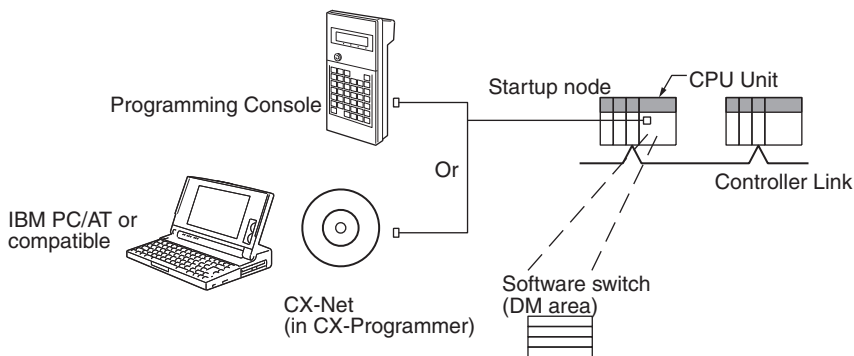 Programming Console
Startup node
CPU Unit
Or
Controller Link
IBM PC/AT or
compatible
CX-Net
(in CX-Programmer)
Software switch
(DM area)